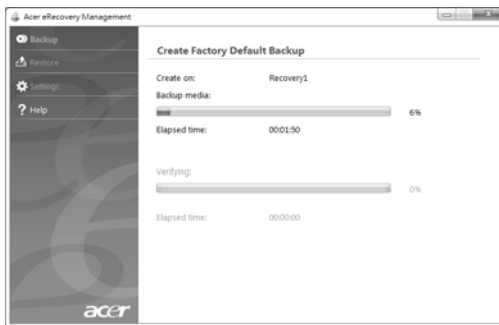 Acer eRecovery Management
Backup
Restore
Settings
Help
Create Factory Default Backup
Create on: Recovery1
Backup media:
6%
Elapsed time: 00:01:50
Verifying:
0%
Elapsed time: 00:00:00
acer